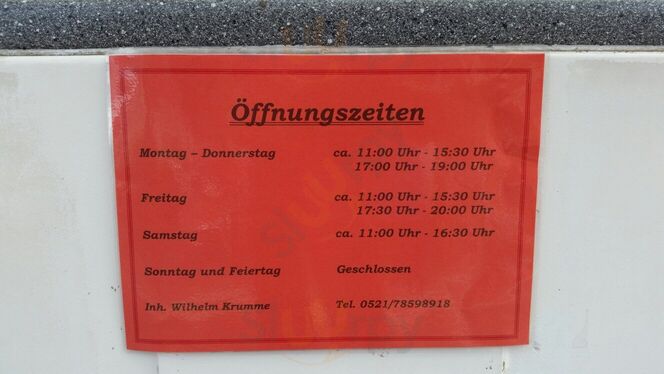 Öffnungszeiten
Montag – Donnerstag ca. 11:00 Uhr - 15:30 Uhr
17:00 Uhr - 19:00 Uhr
Freitag ca. 11:00 Uhr - 15:30 Uhr
17:30 Uhr - 20:00 Uhr
Samstag ca. 11:00 Uhr - 16:30 Uhr
Sonntag und Feiertag Geschlossen
Inh. Wilhelm Krumme Tel. 0521/78598918